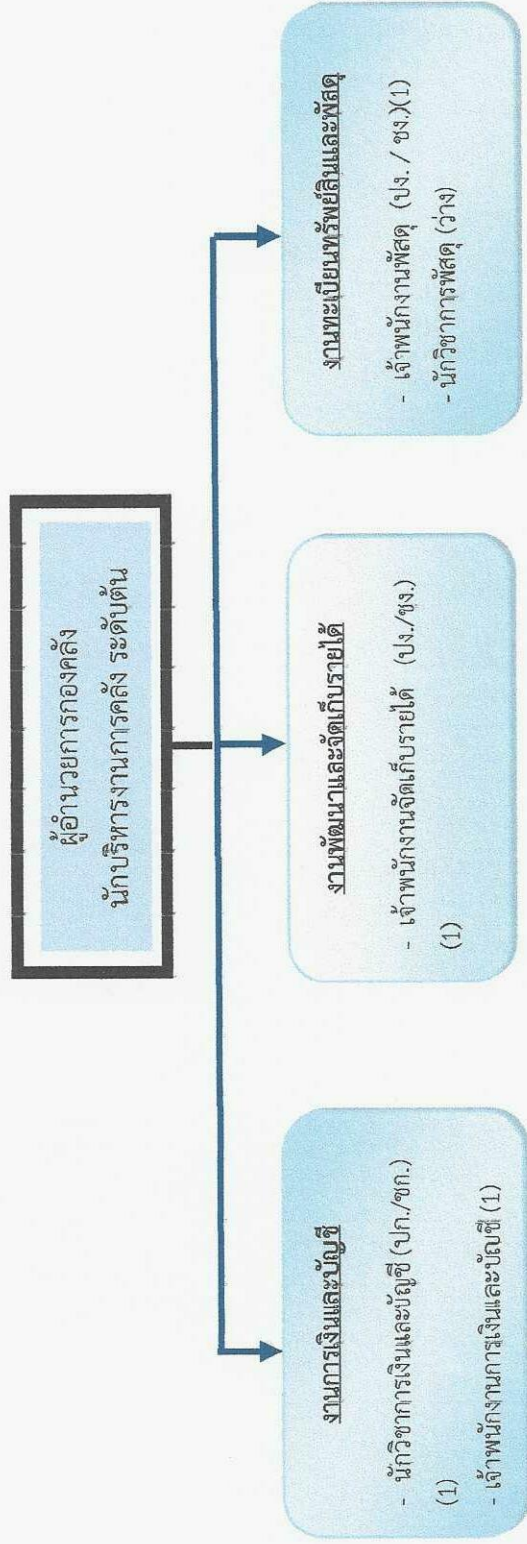 ผู้อำนวยการกองคลัง
นักบริหารงานการคลัง ระดับต้น
งานการเงินและบัญชี
- นักวิชาการเงินและบัญชี (ปก./ชก.)
(1)
- เจ้าพนักงานการเงินและบัญชี (1)
งานพัฒนาและจัดเก็บรายได้
- เจ้าพนักงานจัดเก็บรายได้ (ปง./ชง.)
(1)
งานทะเบียนทรัพย์สินและพัสดุ
- เจ้าพนักงานพัสดุ (ปง. / ชง.)(1)
- นักวิชาการพัสดุ (ว่าง)